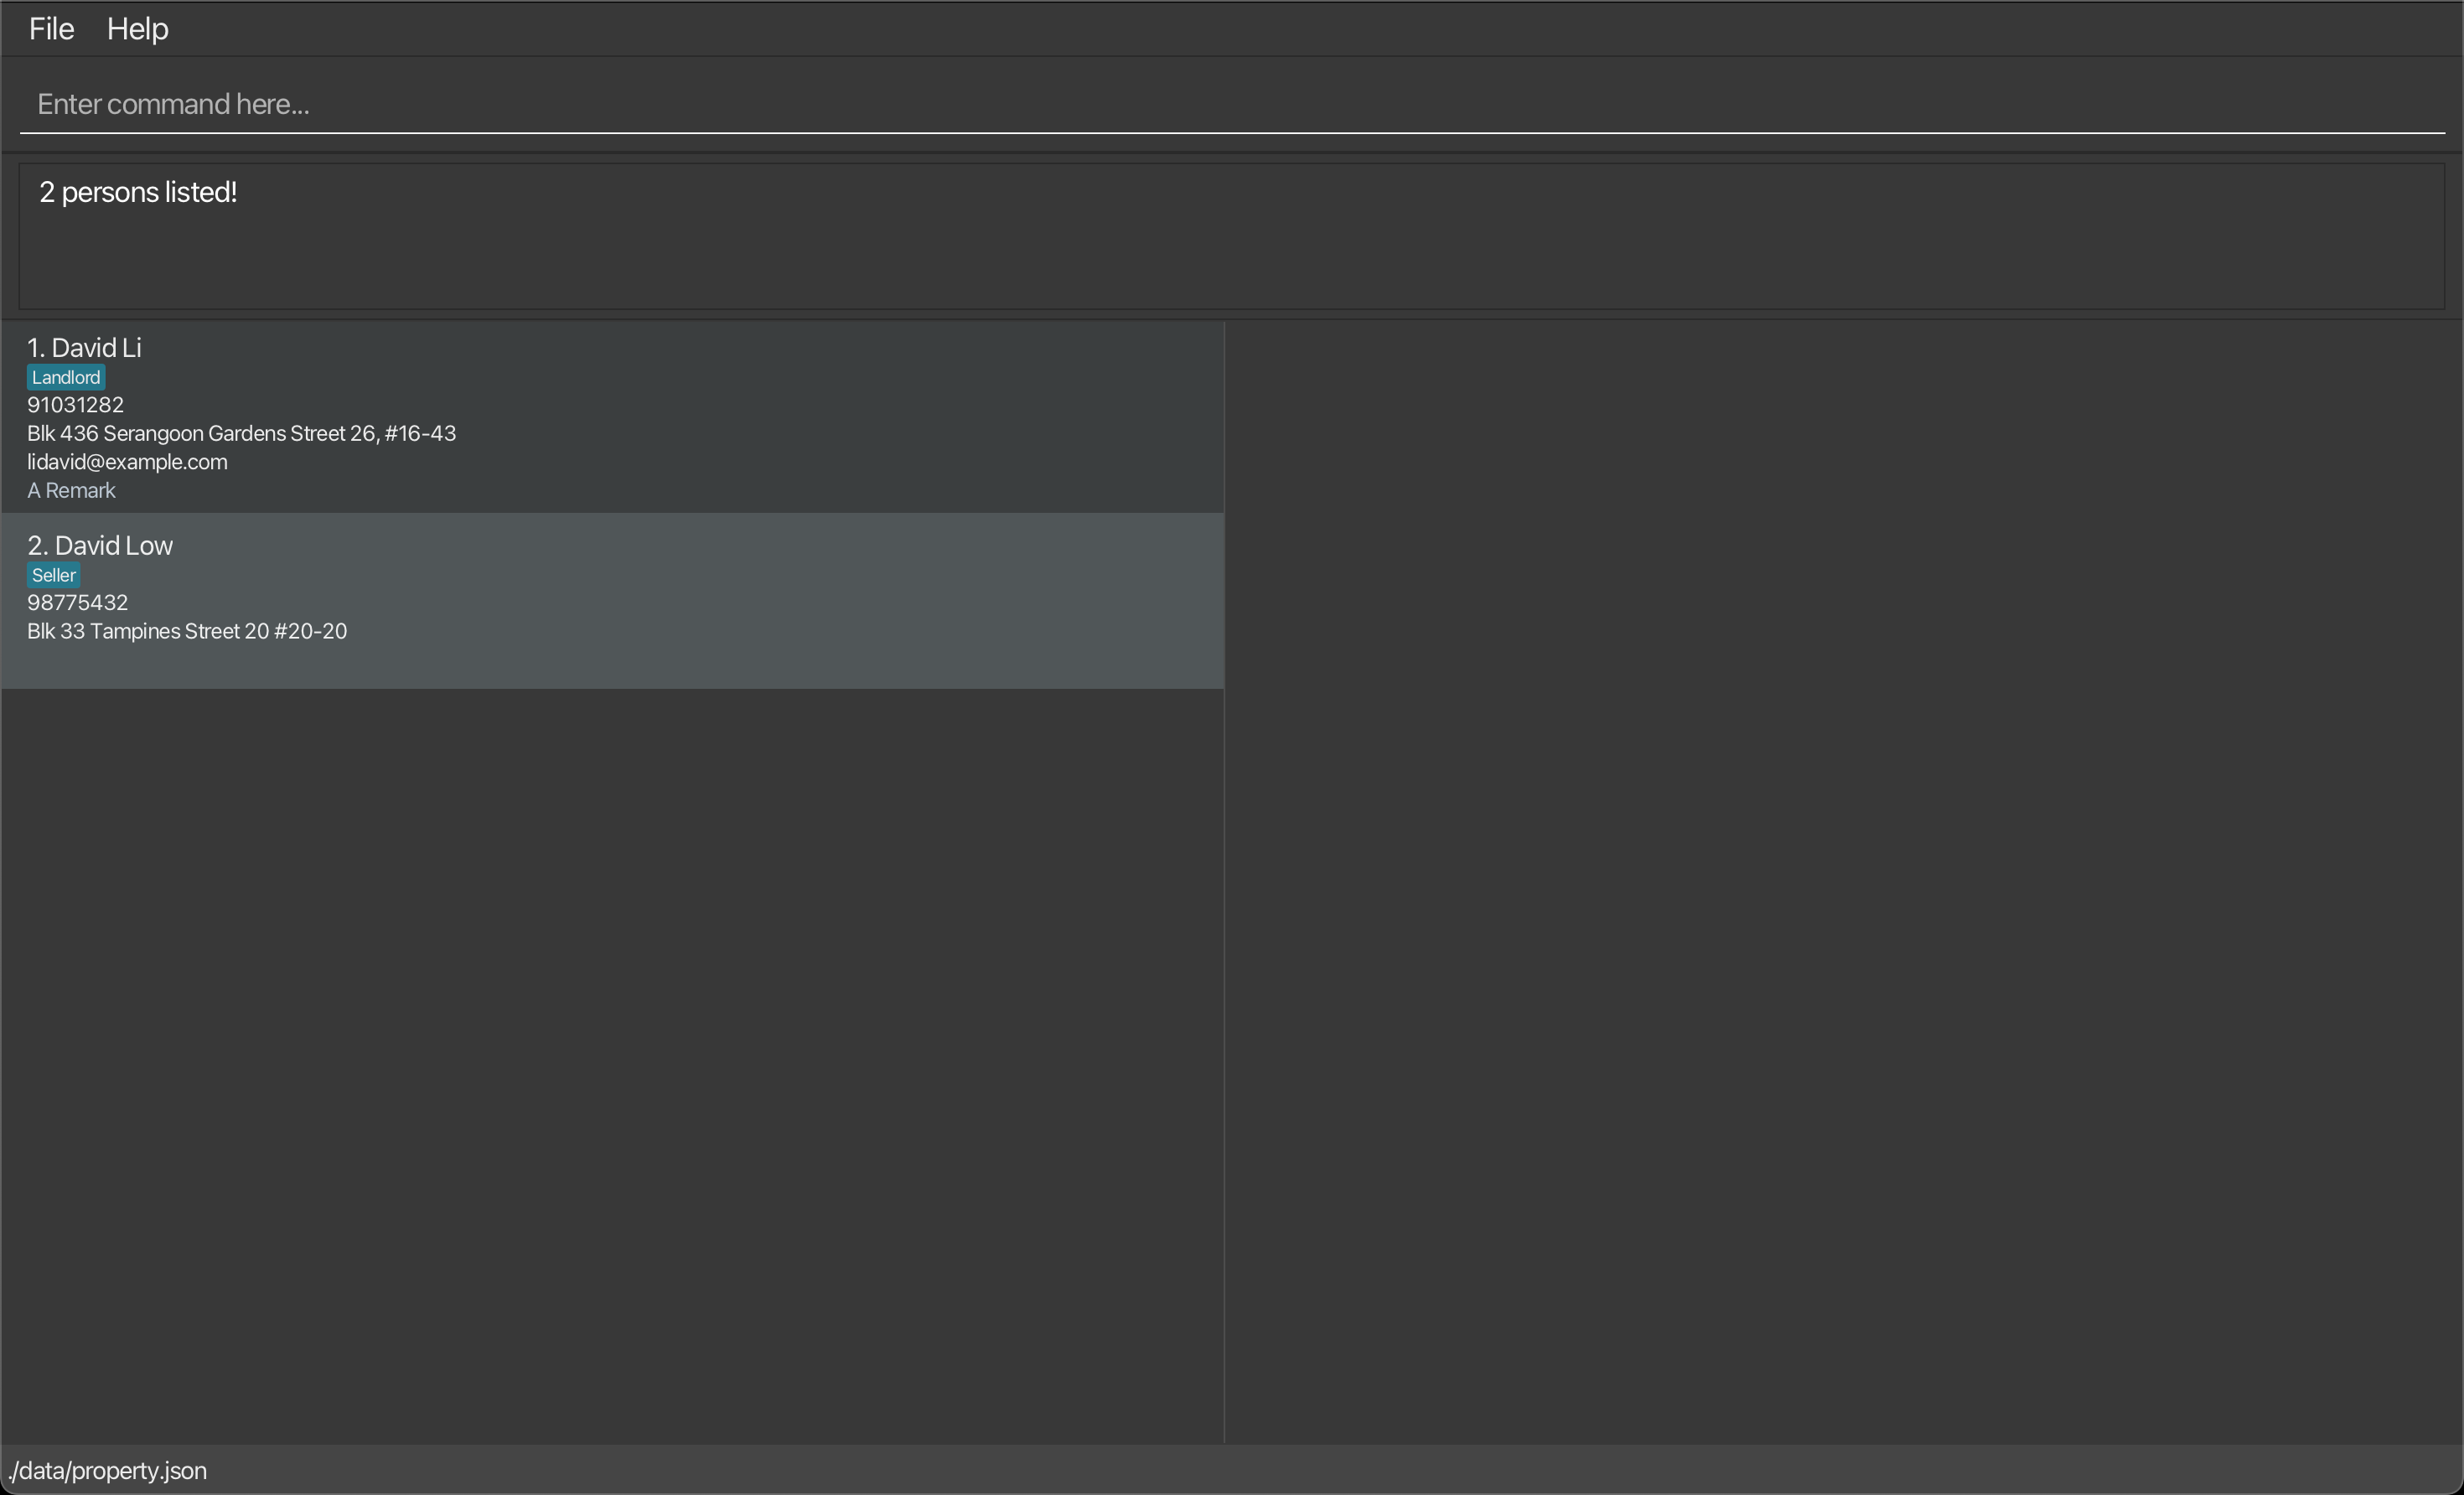 File Help
Enter command here...
2 persons listed!
1. David Li
Landlord
91031282
Blk 436 Serangoon Gardens Street 26, #16-43
lidavid@example.com
A Remark
2. David Low
Seller
98775432
Blk 33 Tampines Street 20 #20-20
./data/property.json